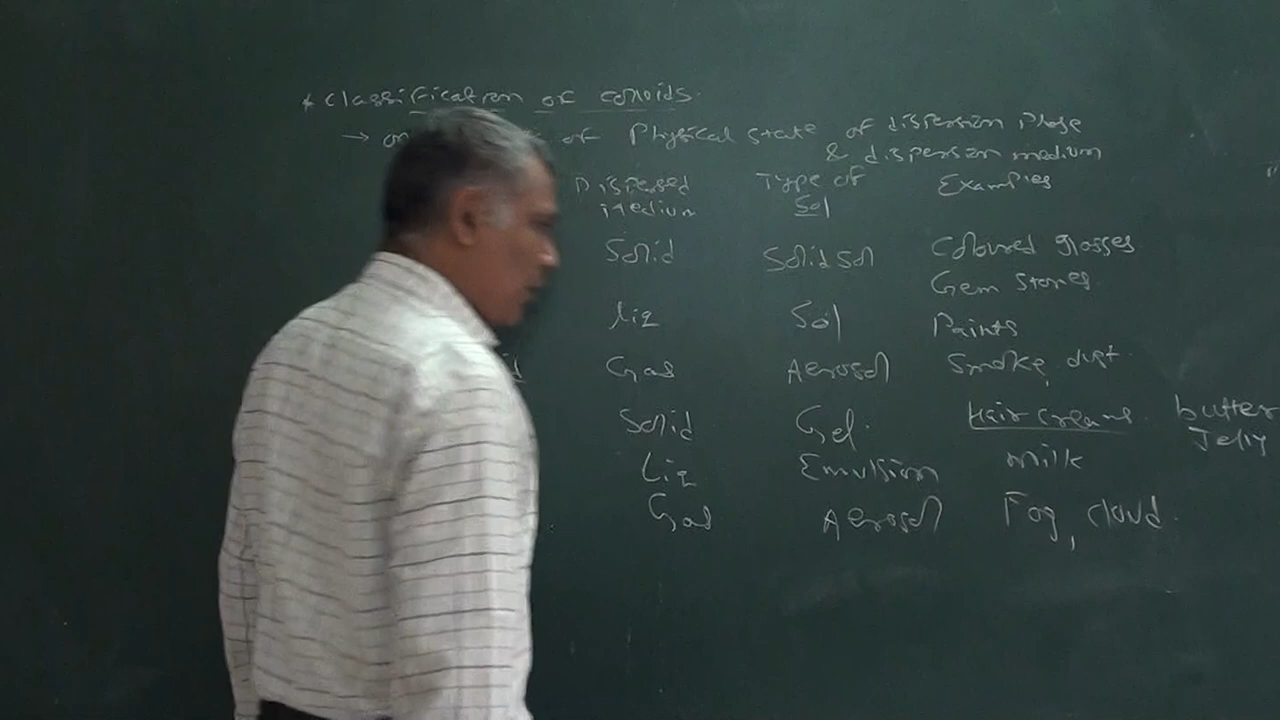 * Classification of colloids.
→ on of Physical state of dispersion Phase
& dispersion medium
Dispersed Type of Examples
Medium Sol
Solid Solid Sol Coloured glasses
Gem stones
liq Sol Paints
Gas Aerosol Smoke, dust.
Solid Gel. Hair creams. butter
Jelly
Liq Emulsion milk
Gas Aerosol Fog, cloud.